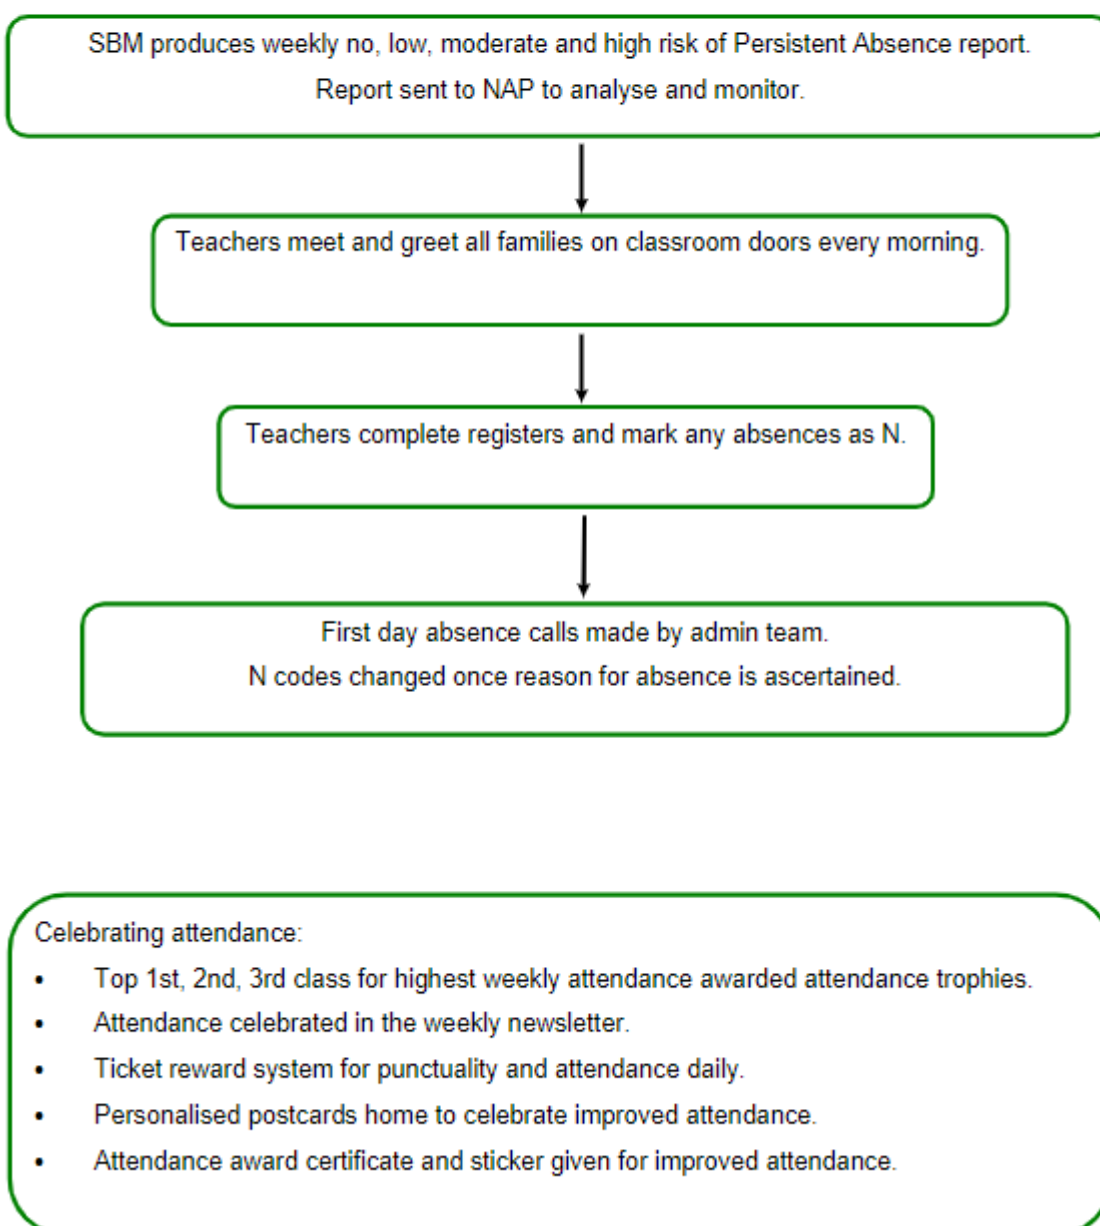 SBM produces weekly no, low, moderate and high risk of Persistent Absence report.
Report sent to NAP to analyse and monitor.
Teachers meet and greet all families on classroom doors every morning.
Teachers complete registers and mark any absences as N.
First day absence calls made by admin team.
N codes changed once reason for absence is ascertained.
Celebrating attendance:
• Top 1st, 2nd, 3rd class for highest weekly attendance awarded attendance trophies.
• Attendance celebrated in the weekly newsletter.
• Ticket reward system for punctuality and attendance daily.
• Personalised postcards home to celebrate improved attendance.
• Attendance award certificate and sticker given for improved attendance.